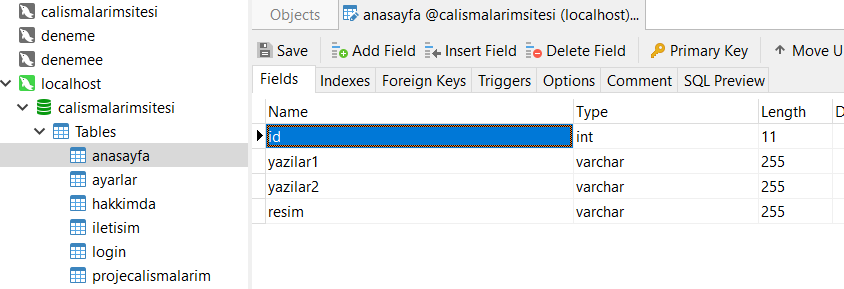 calismalarimsitesi
deneme
denemee
localhost
calismalarimsitesi
Tables
anasayfa
ayarlar
hakkimda
iletisim
login
projecalismalarim
Objects anasayfa @calismalarimsitesi (localhost)...
Save Add Field Insert Field Delete Field Primary Key Move U
Fields Indexes Foreign Keys Triggers Options Comment SQL Preview
Name Type Length D
id int 11
yazilar1 varchar 255
yazilar2 varchar 255
resim varchar 255